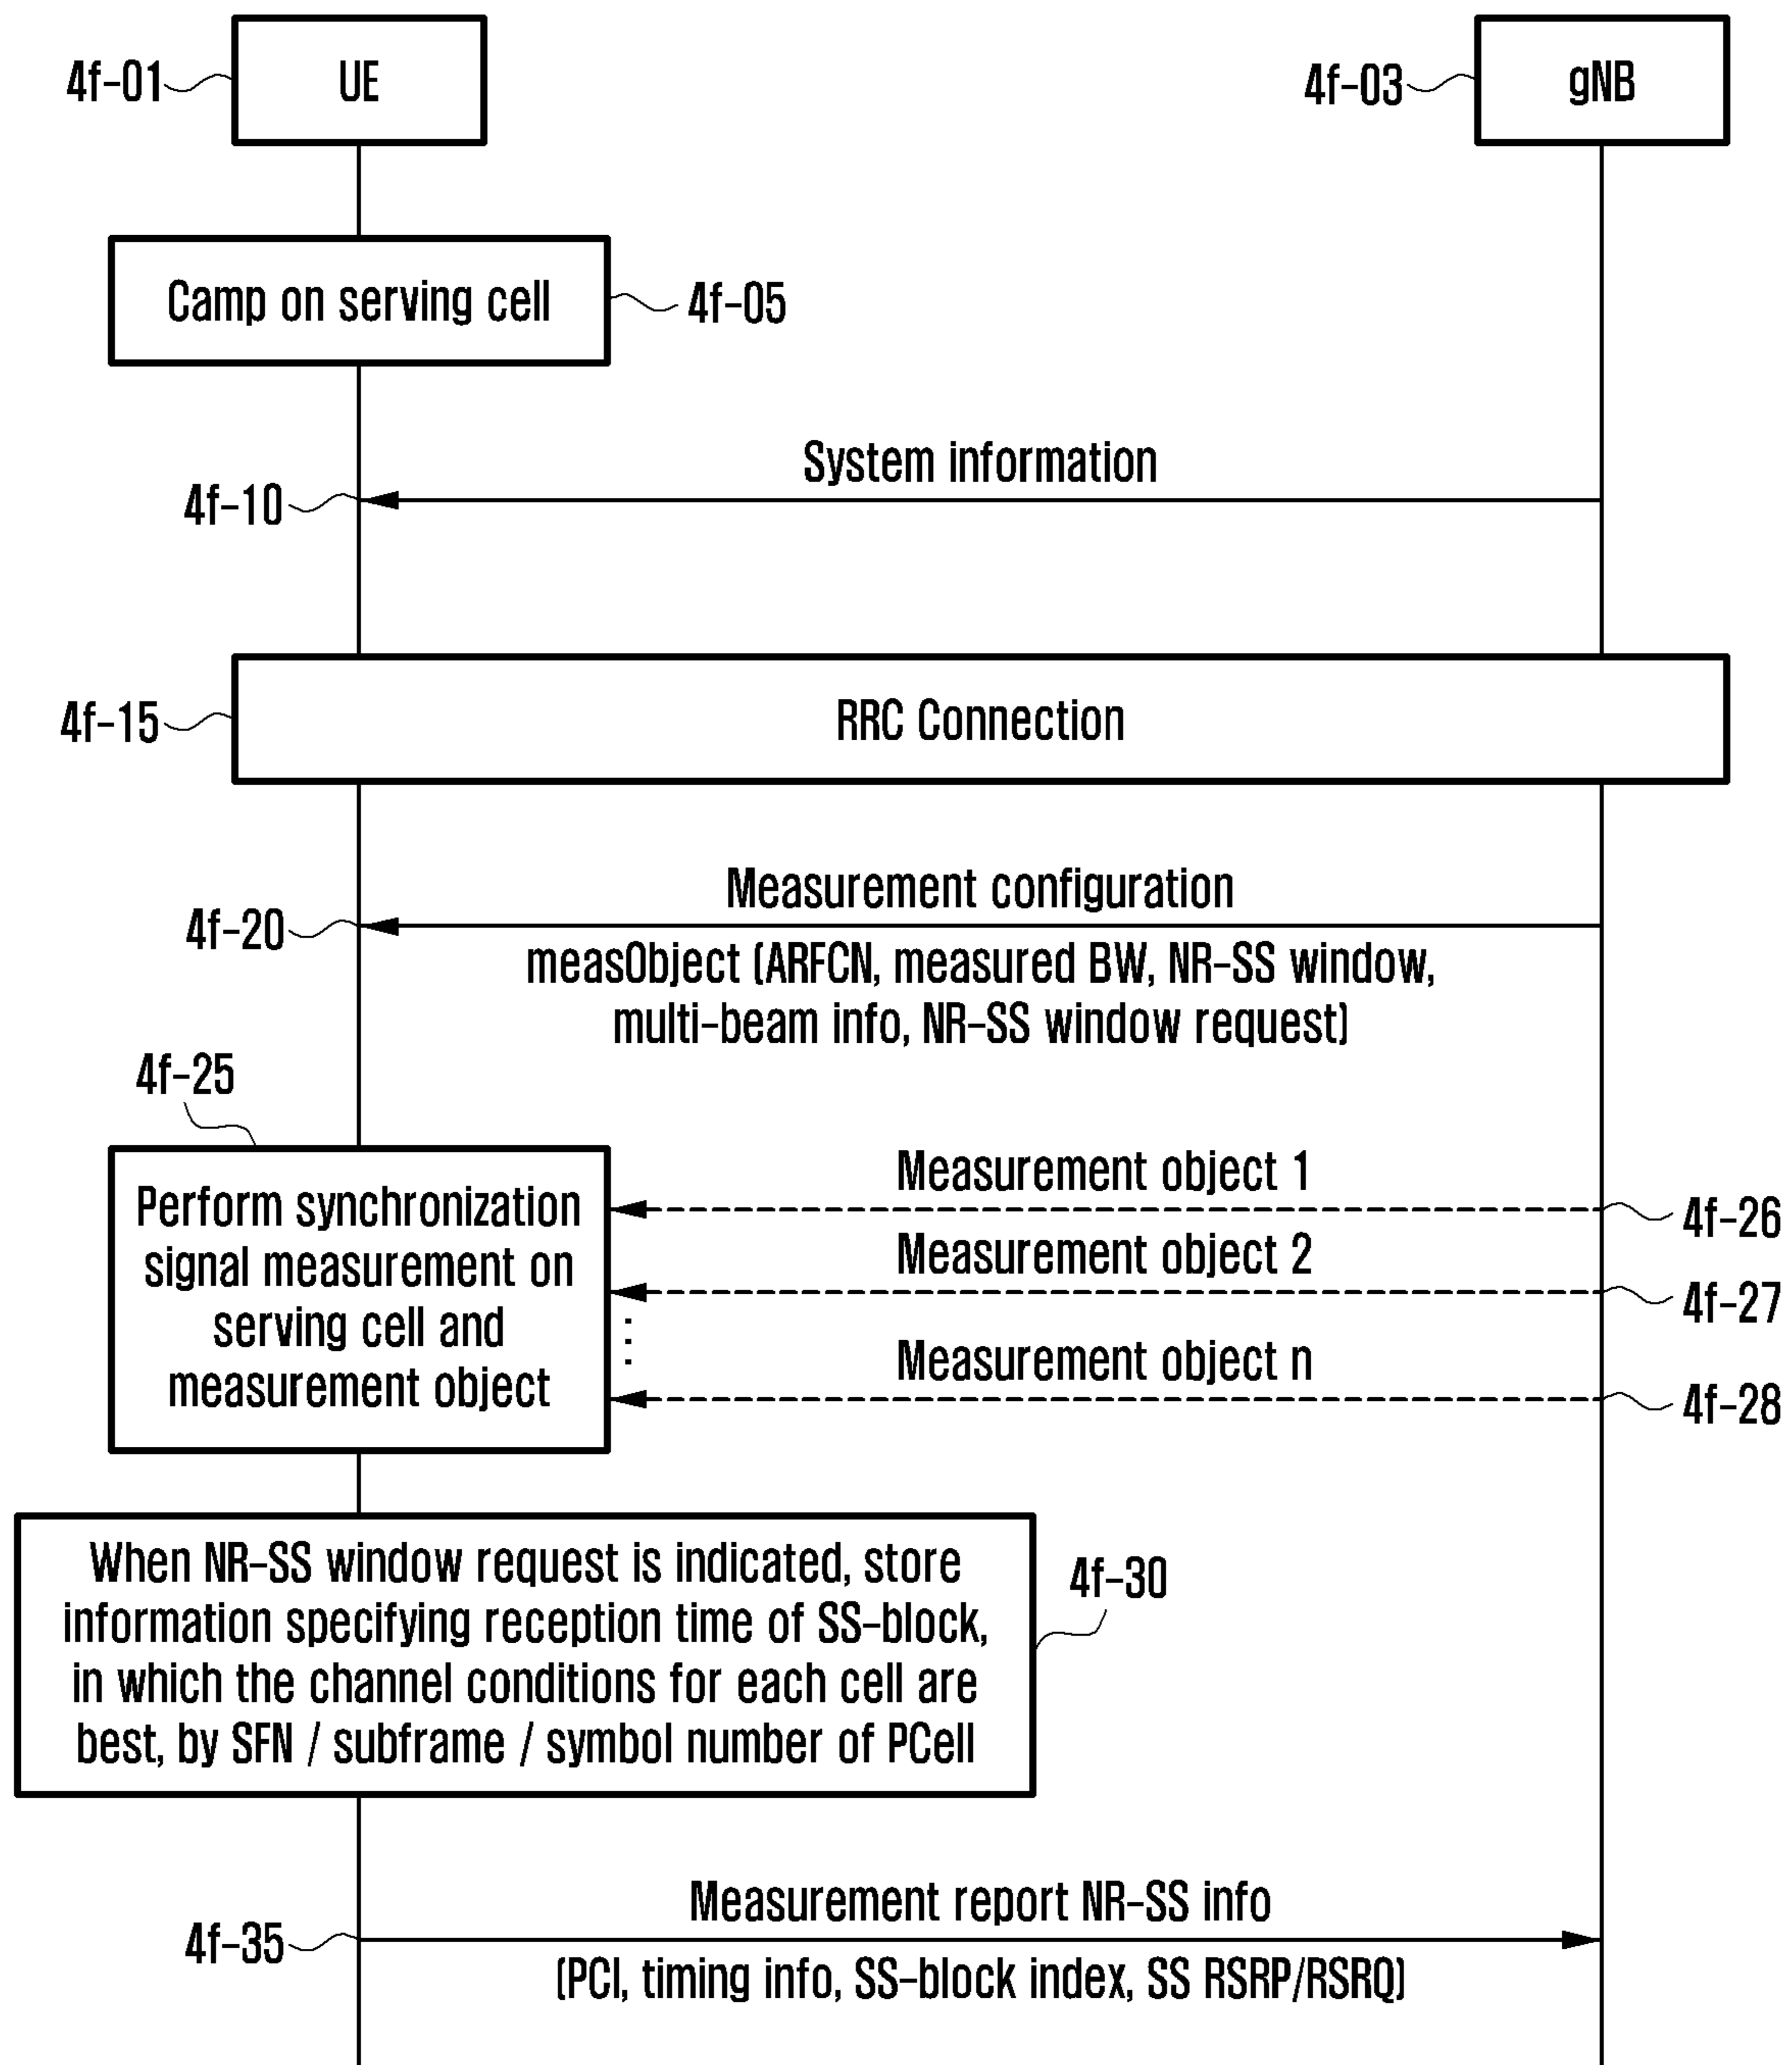 4f-01
UE
4f-03
gNB
Camp on serving cell
4f-05
System information
4f-10
4f-15
RRC Connection
Measurement configuration
4f-20
measObject (ARFCN, measured BW, NR-SS window,
multi-beam info, NR-SS window request)
4f-25
Perform synchronization
signal measurement on
serving cell and
measurement object
Measurement object 1
4f-26
Measurement object 2
4f-27
Measurement object n
4f-28
When NR-SS window request is indicated, store
information specifying reception time of SS-block,
in which the channel conditions for each cell are
best, by SFN / subframe / symbol number of PCell
4f-30
Measurement report NR-SS info
4f-35
(PCI, timing info, SS-block index, SS RSRP/RSRQ)